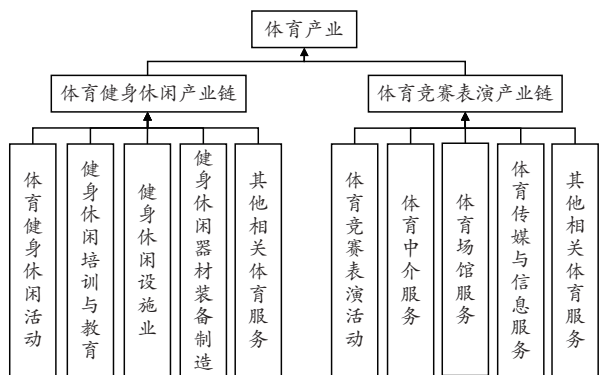 体育产业
体育健身休闲产业链
体育竞赛表演产业链
体育健身休闲活动
健身休闲培训与教育
健身休闲设施业
健身休闲器材装备制造
其他相关体育服务
体育竞赛表演活动
体育中介服务
体育场馆服务
体育传媒与信息服务
其他相关体育服务